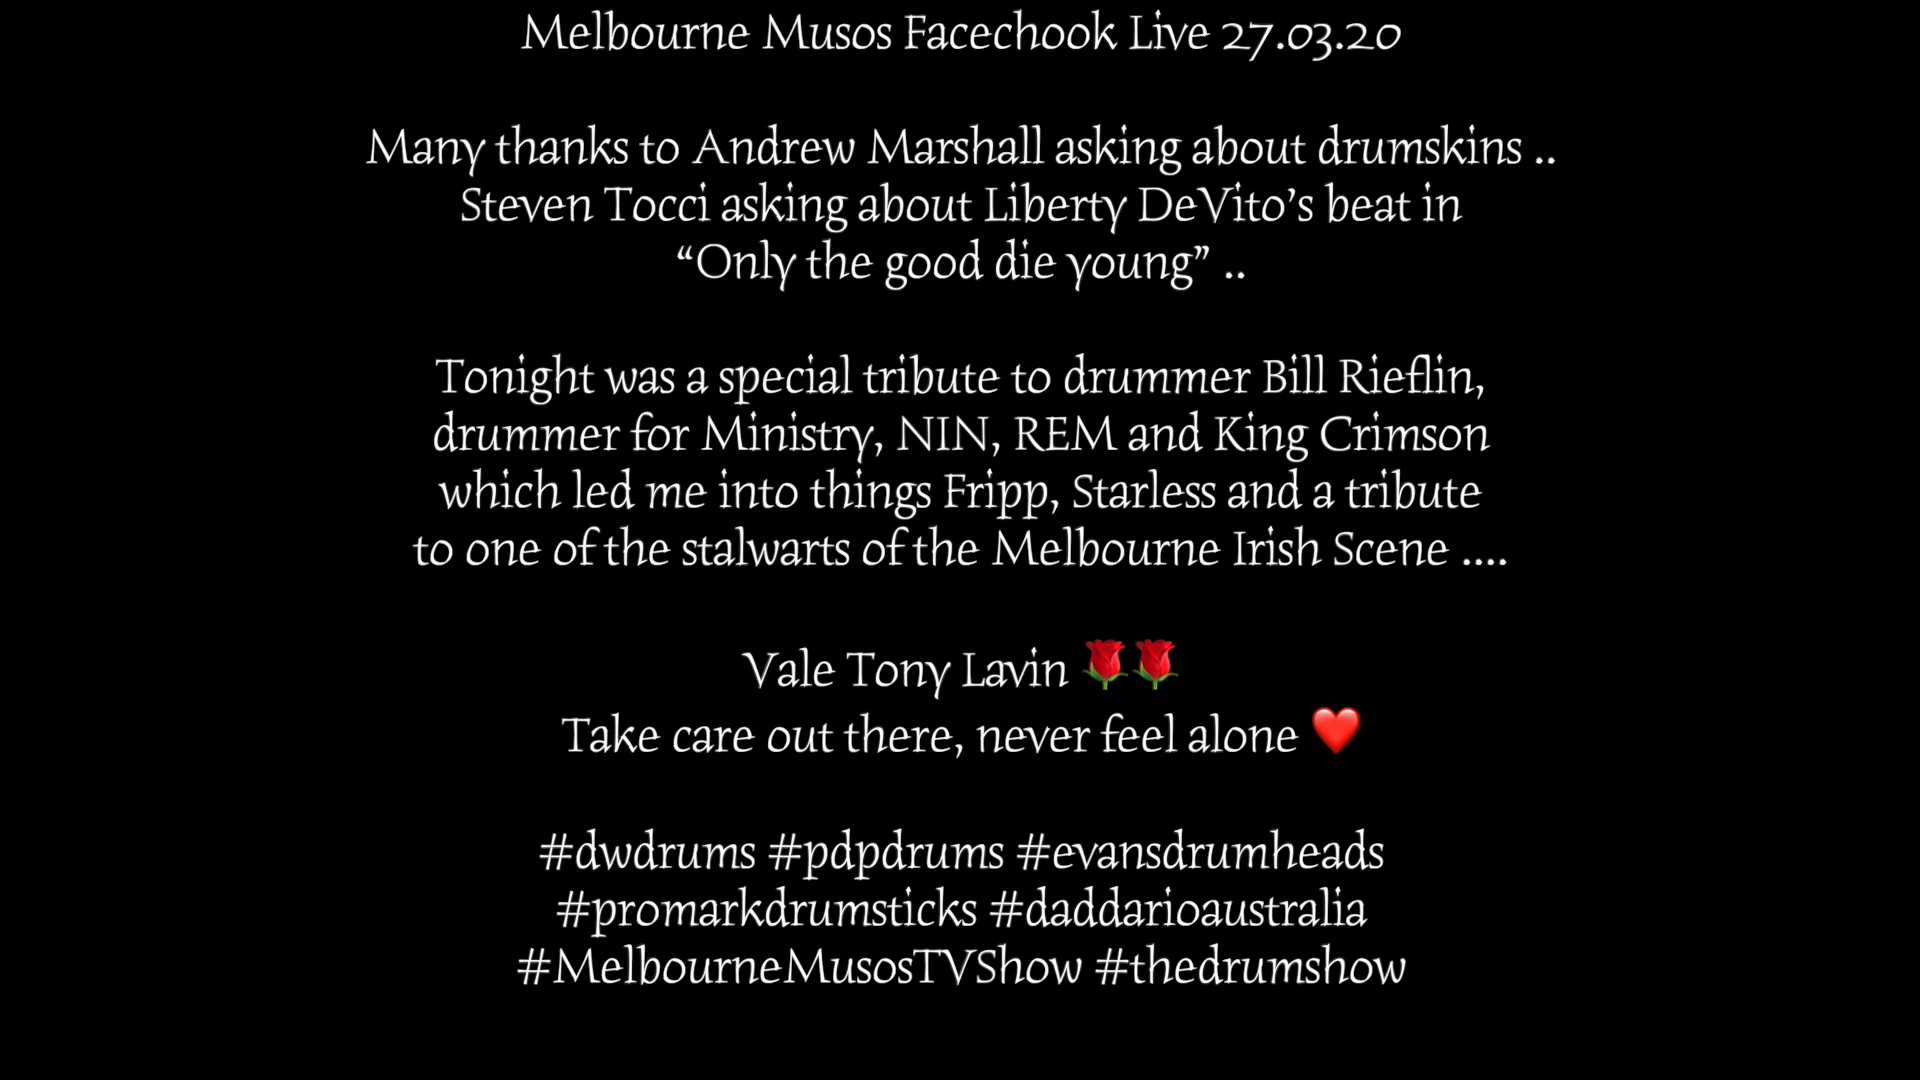 Melbourne Musos Facechook Live 27.03.20
Many thanks to Andrew Marshall asking about drumskins ..
Steven Tocci asking about Liberty DeVito’s beat in
“Only the good die young” ..
Tonight was a special tribute to drummer Bill Rieflin,
drummer for Ministry, NIN, REM and King Crimson
which led me into things Fripp, Starless and a tribute
to one of the stalwarts of the Melbourne Irish Scene ....
Vale Tony Lavin 🌹🌹
Take care out there, never feel alone ❤️
#dwdrums #pdpdrums #evansdrumheads
#promarkdrumsticks #daddarioaustralia
#MelbourneMusosTVShow #thedrumshow